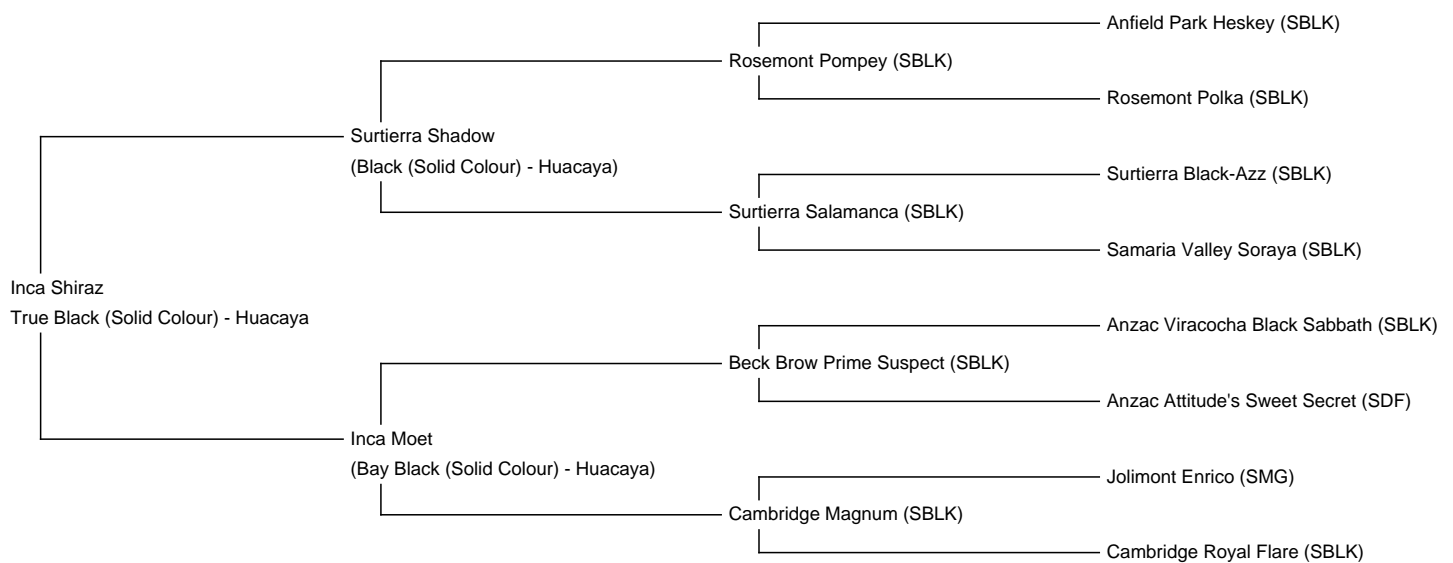 Anfield Park Heskey (SBLK)
Rosemont Pompey (SBLK)
Rosemont Polka (SBLK)
Surtierra Shadow
(Black (Solid Colour) - Huacaya)
Surtierra Black-Azz (SBLK)
Surtierra Salamanca (SBLK)
Samaria Valley Soraya (SBLK)
Inca Shiraz
True Black (Solid Colour) - Huacaya
Anzac Viracocha Black Sabbath (SBLK)
Beck Brow Prime Suspect (SBLK)
Anzac Attitude's Sweet Secret (SDF)
Inca Moet
(Bay Black (Solid Colour) - Huacaya)
Jolimont Enrico (SMG)
Cambridge Magnum (SBLK)
Cambridge Royal Flare (SBLK)